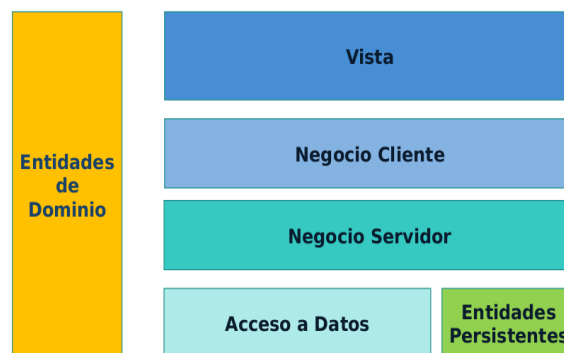 Entidades
de
Dominio
Vista
Negocio Cliente
Negocio Servidor
Acceso a Datos
Entidades
Persistentes